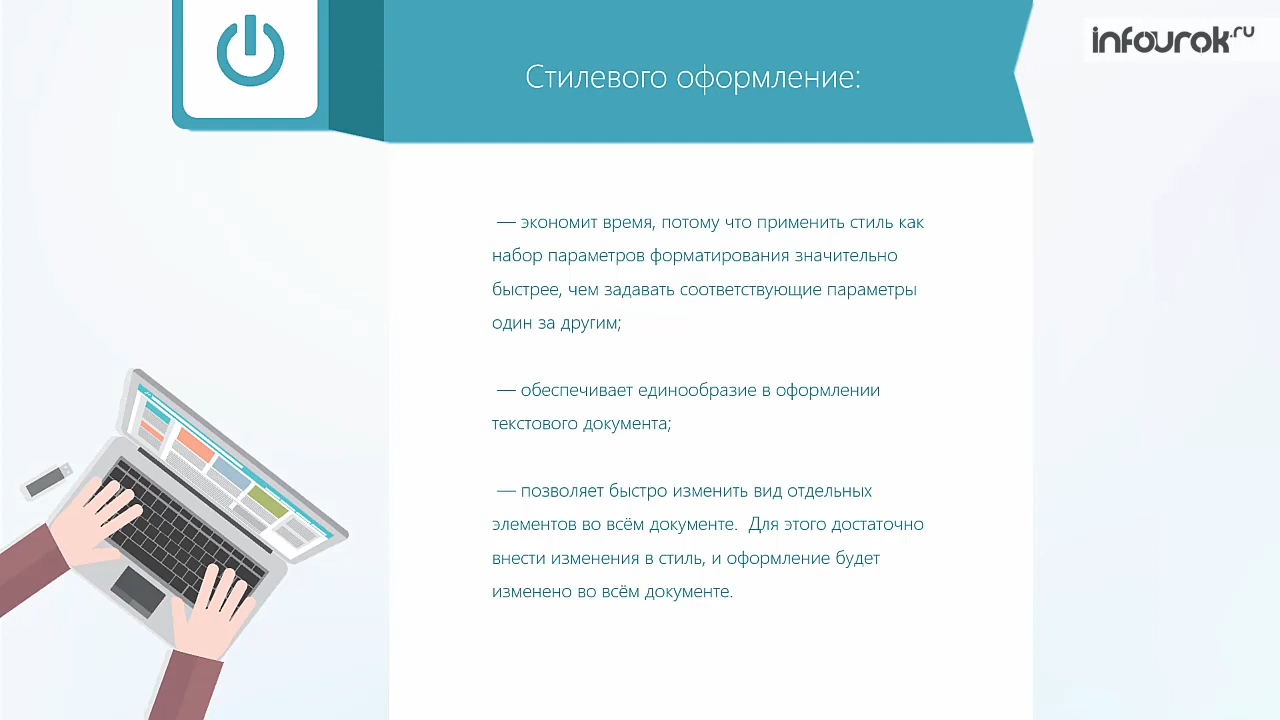 infourok.ru
Стилевого оформление:
— экономит время, потому что применить стиль как
набор параметров форматирования значительно
быстрее, чем задавать соответствующие параметры
один за другим;
— обеспечивает единообразие в оформлении
текстового документа;
— позволяет быстро изменить вид отдельных
элементов во всём документе.  Для этого достаточно
внести изменения в стиль, и оформление будет
изменено во всём документе.